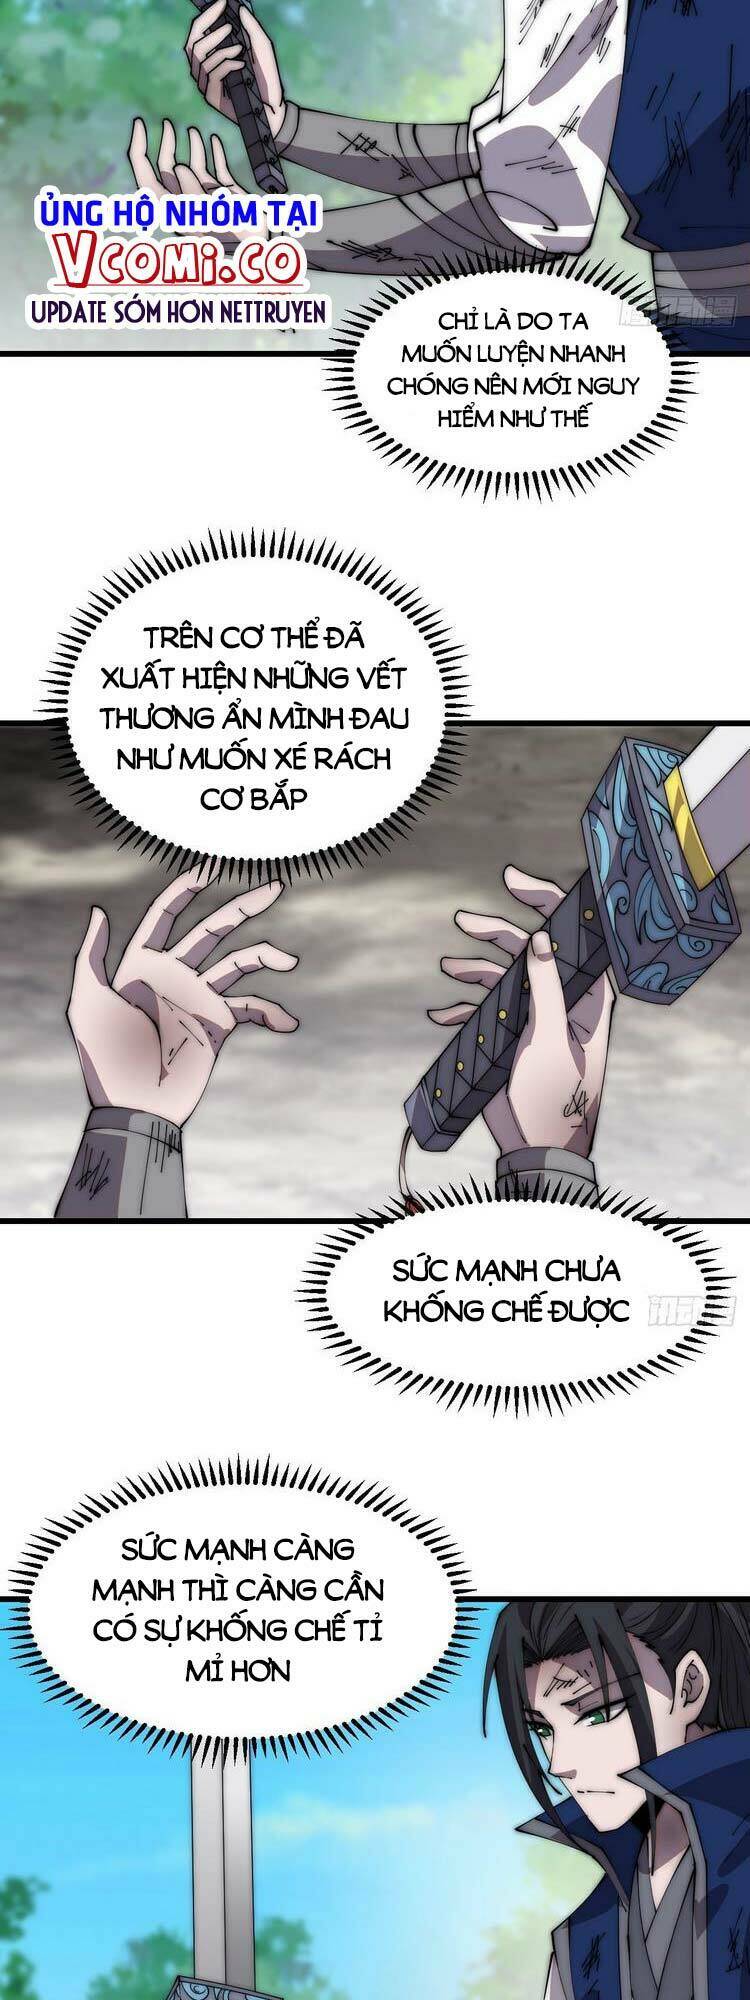 ỦNG HỘ NHÓM TẠI
VCOMI.CO
UPDATE SỚM HƠN NETTRUYEN
CHỈ LÀ DO TA
MUỐN LUYỆN NHANH
CHÓNG NÊN MỚI NGUY
HIỂM NHƯ THẾ
TRÊN CƠ THỂ ĐÃ
XUẤT HIỆN NHỮNG VẾT
THƯƠNG ẨN MÌNH ĐAU
NHƯ MUỐN XÉ RÁCH
CƠ BẮP
SỨC MẠNH CHƯA
KHỐNG CHẾ ĐƯỢC
SỨC MẠNH CÀNG
MẠNH THÌ CÀNG CẦN
CÓ SỰ KHỐNG CHẾ TỈ
MỈ HƠN